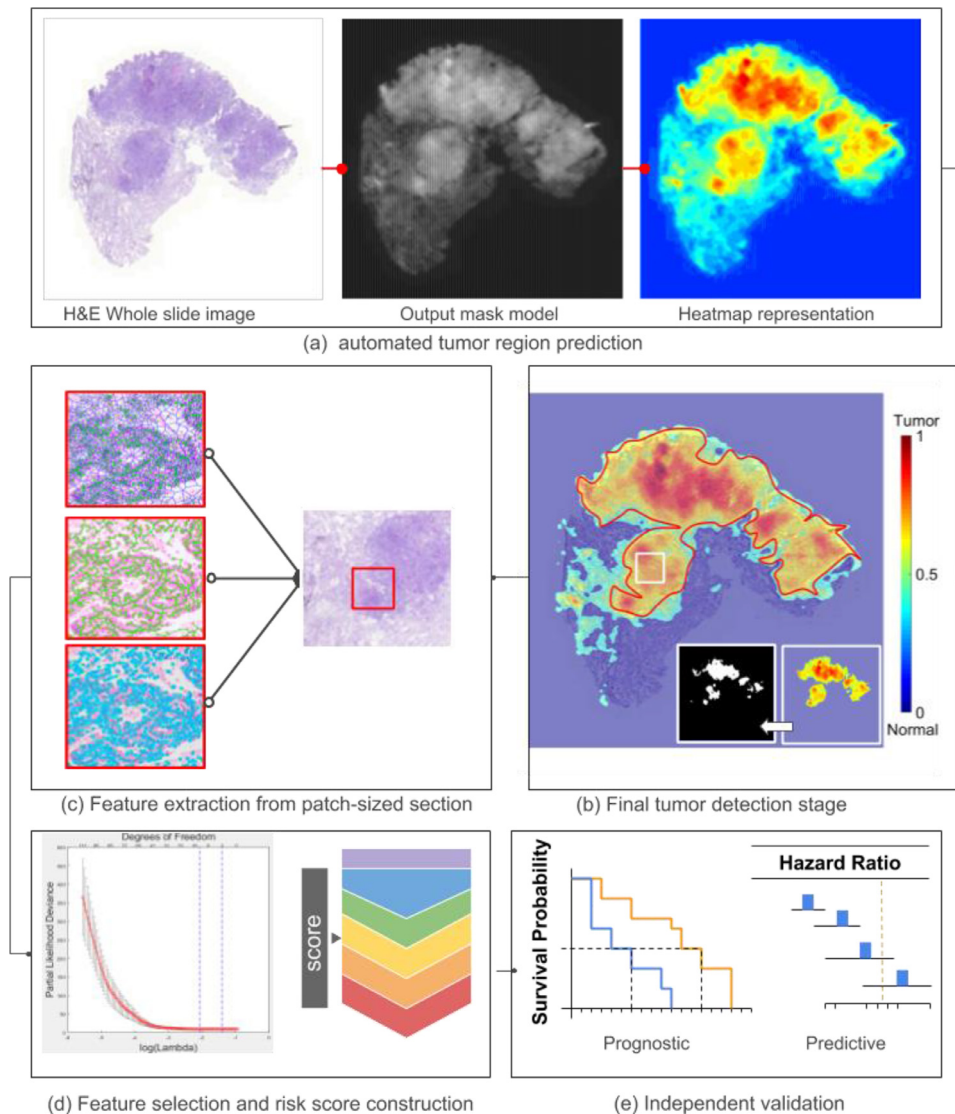 H&E Whole slide image
Output mask model
Heatmap representation
(a) automated tumor region prediction
(c) Feature extraction from patch-sized section
Tumor
1
0.5
0
Normal
(b) Final tumor detection stage
Degrees of Freedom
Partial Likelihood Deviance
log(Lambda)
score
(d) Feature selection and risk score construction
Survival Probability
Prognostic
Hazard Ratio
Predictive
(e) Independent validation